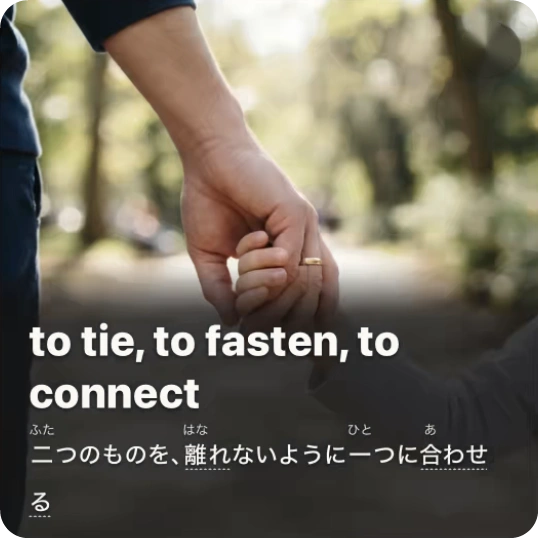 to tie, to fasten, to
connect
ふた はな ひと あ
二つのものを、離れないように一つに合わせ
る